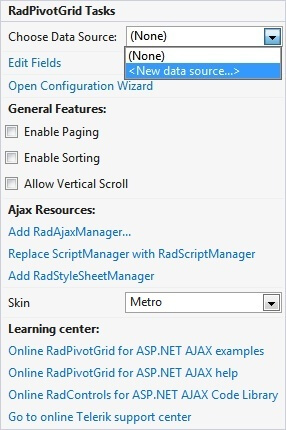 RadPivotGrid Tasks
Choose Data Source: (None)
(None)
Edit Fields <New data source...>
Open Configuration Wizard
General Features:
Enable Paging
Enable Sorting
Allow Vertical Scroll
Ajax Resources:
Add RadAjaxManager...
Replace ScriptManager with RadScriptManager
Add RadStyleSheetManager
Skin Metro
Learning center:
Online RadPivotGrid for ASP.NET AJAX examples
Online RadPivotGrid for ASP.NET AJAX help
Online RadControls for ASP.NET AJAX Code Library
Go to online Telerik support center